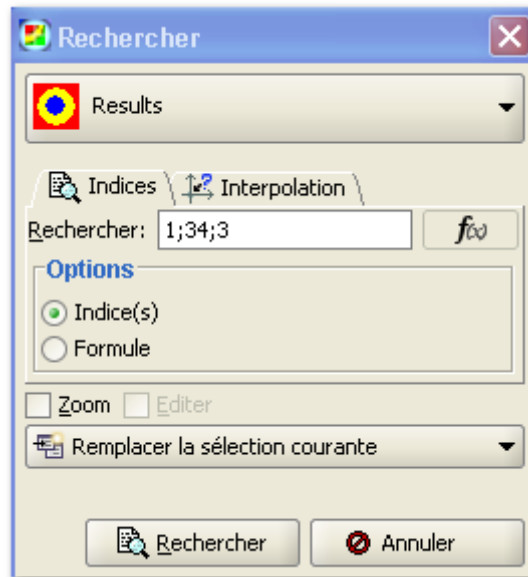 Rechercher
Results
Indices Interpolation
Rechercher: 1;34;3 f(x)
Options
Indice(s)
Formule
Zoom Editer
Remplacer la sélection courante
Rechercher Annuler